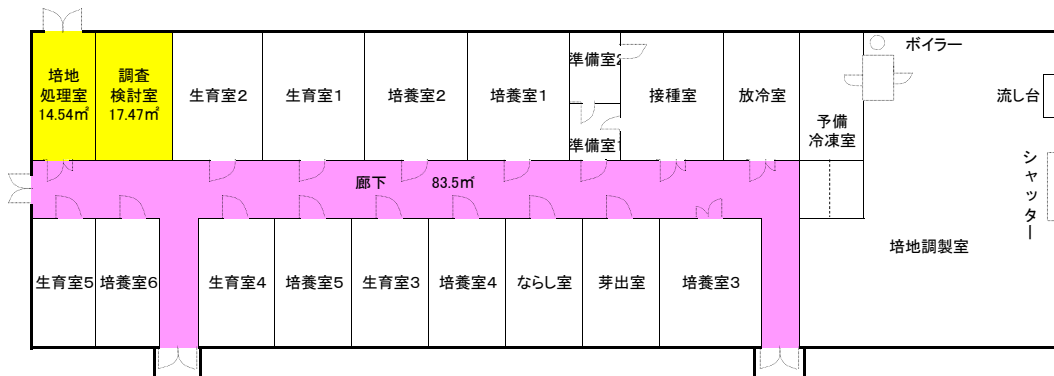 ボイラー
培地
処理室
14.54㎡
調査
検討室
17.47㎡
生育室2
生育室1
培養室2
培養室1
準備室2
準備室1
接種室
放冷室
予備
冷凍室
流し台
シャッター
廊下 83.5㎡
培地調製室
生育室5
培養室6
生育室4
培養室5
生育室3
培養室4
ならし室
芽出室
培養室3